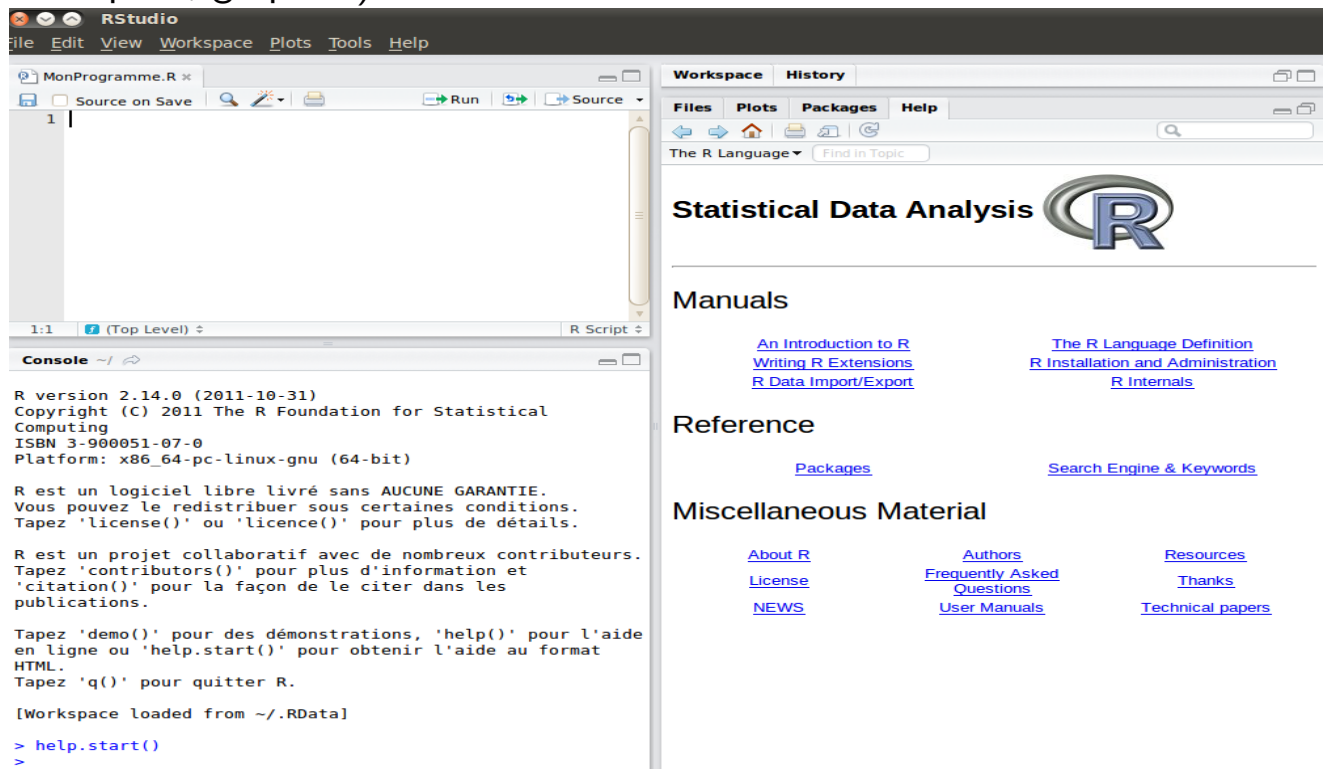 RStudio
File Edit View Workspace Plots Tools Help
MonProgramme.R
Source on Save Run Source
1
1:1 (Top Level) R Script
Console ~/
R version 2.14.0 (2011-10-31)
Copyright (C) 2011 The R Foundation for Statistical
Computing
ISBN 3-900051-07-0
Platform: x86_64-pc-linux-gnu (64-bit)
R est un logiciel libre livré sans AUCUNE GARANTIE.
Vous pouvez le redistribuer sous certaines conditions.
Tapez 'license()' ou 'licence()' pour plus de détails.
R est un projet collaboratif avec de nombreux contributeurs.
Tapez 'contributors()' pour plus d'information et
'citation()' pour la façon de le citer dans les
publications.
Tapez 'demo()' pour des démonstrations, 'help()' pour l'aide
en ligne ou 'help.start()' pour obtenir l'aide au format
HTML.
Tapez 'q()' pour quitter R.
[Workspace loaded from ~/.RData]
> help.start()
>
Workspace History
Files Plots Packages Help
The R Language Find in Topic
Statistical Data Analysis R
Manuals
An Introduction to R The R Language Definition
Writing R Extensions R Installation and Administration
R Data Import/Export R Internals
Reference
Packages Search Engine & Keywords
Miscellaneous Material
About R Authors Resources
License Frequently Asked Questions Thanks
NEWS User Manuals Technical papers